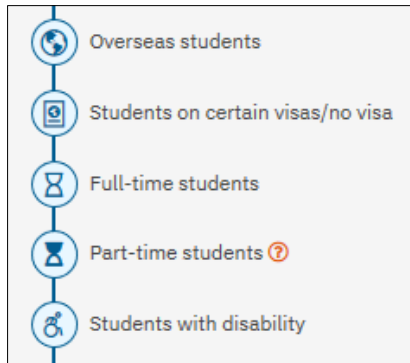 Overseas students
Students on certain visas/no visa
Full-time students
Part-time students ?
Students with disability